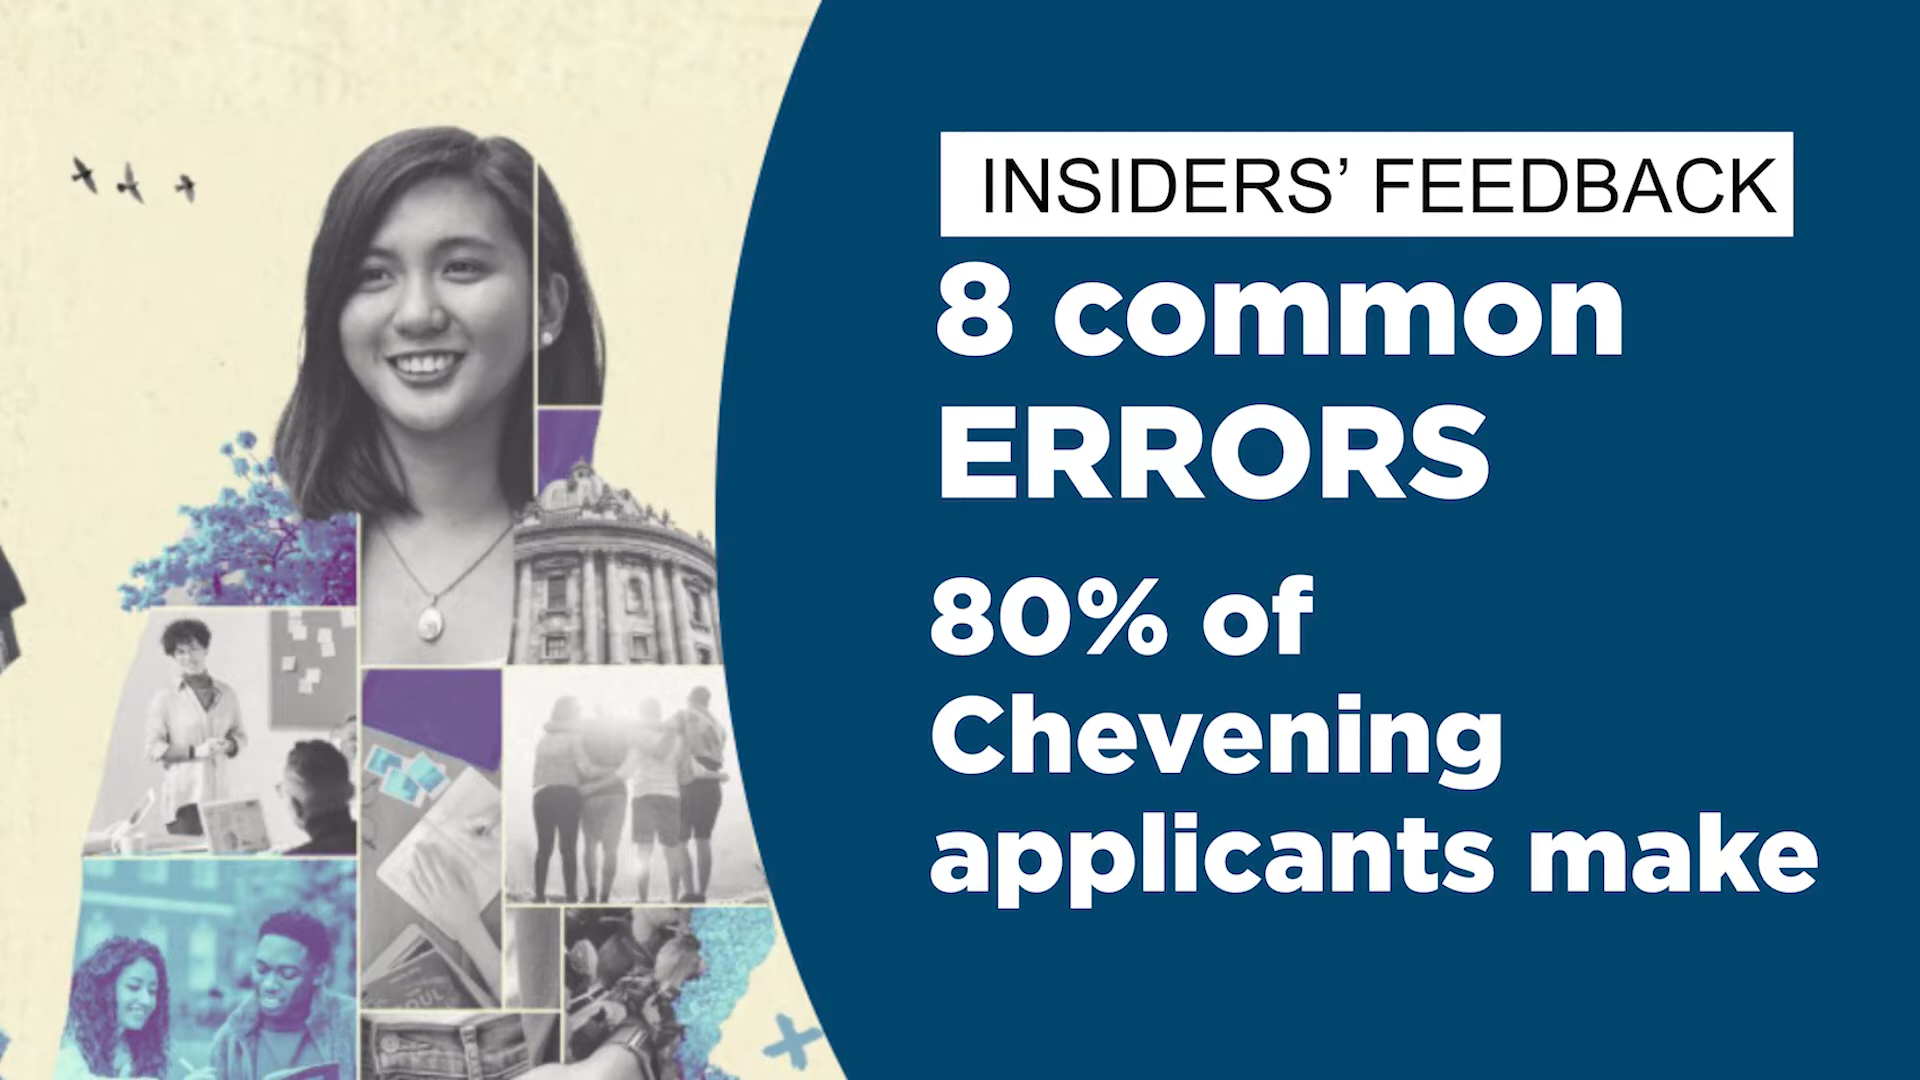 INSIDERS’ FEEDBACK
8 common
ERRORS
80% of
Chevening
applicants make